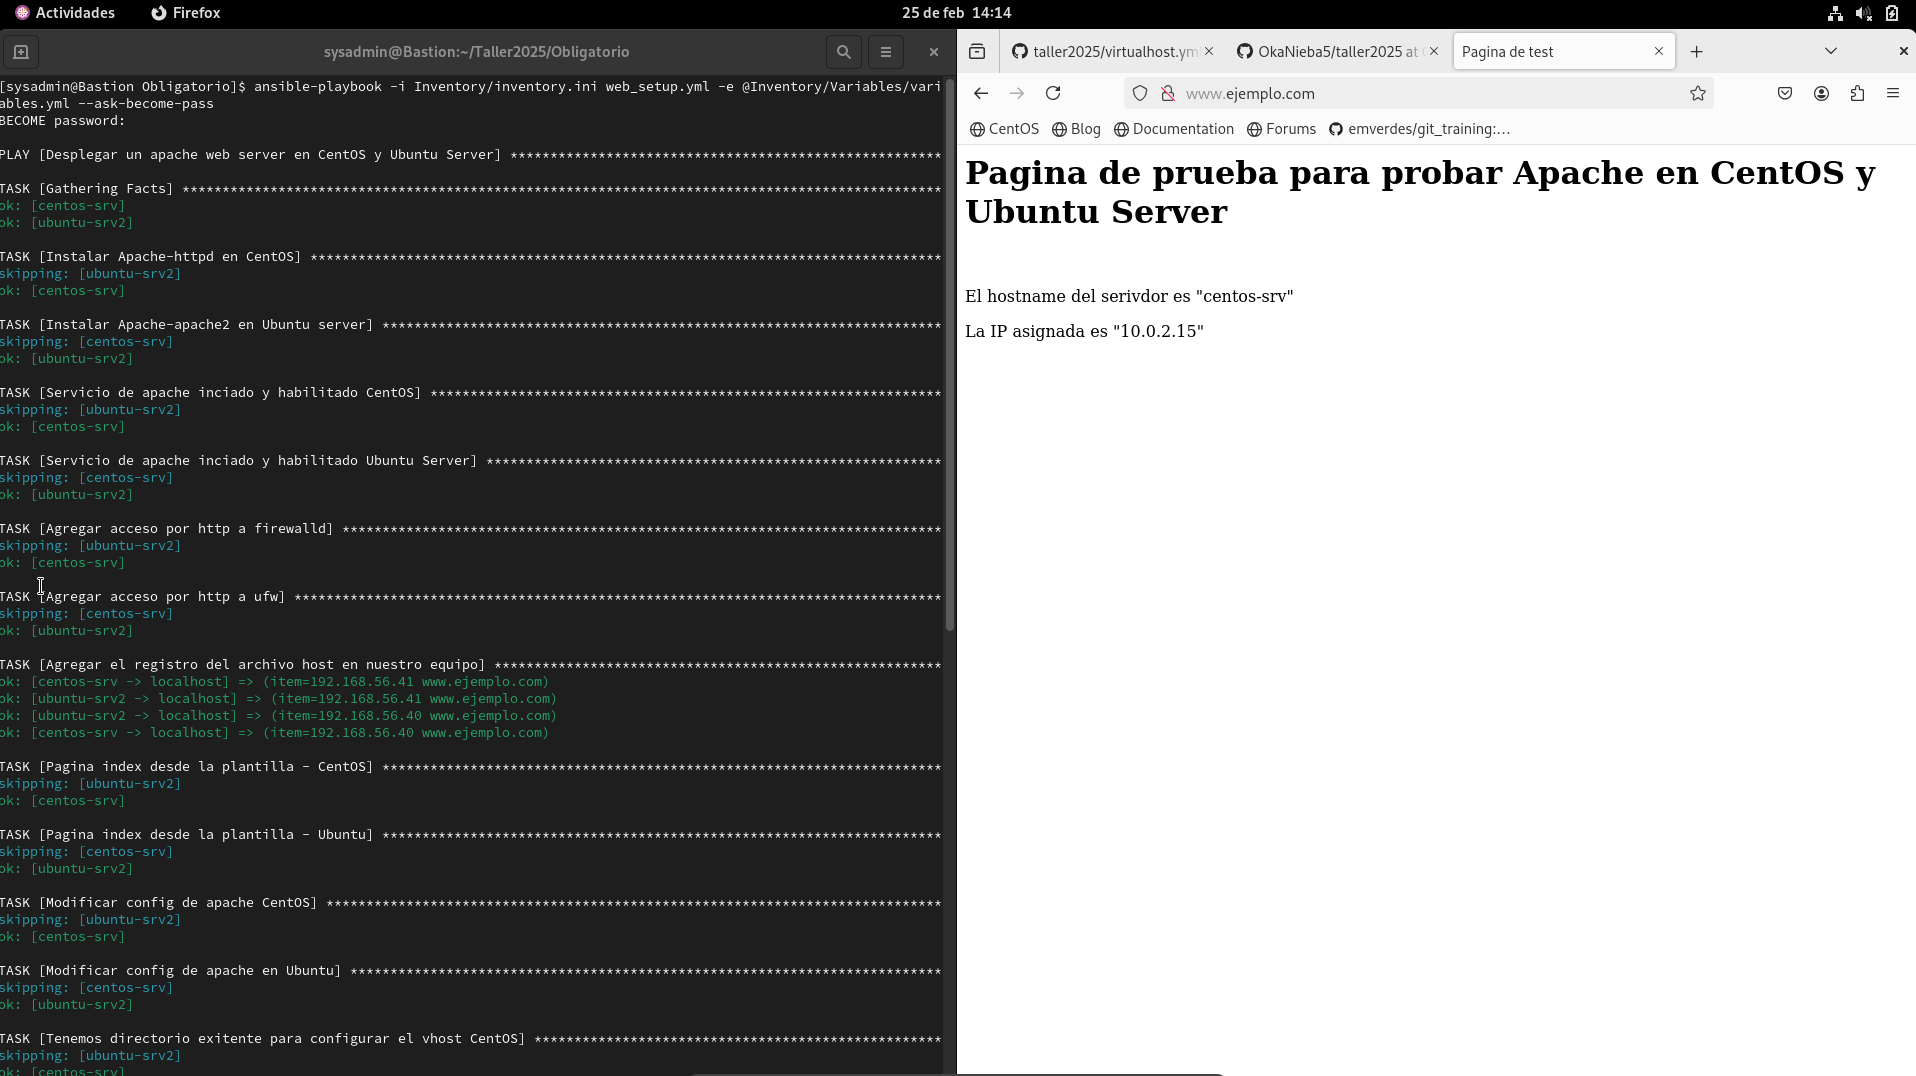 Actividades
Firefox
25 de feb 14:14
sysadmin@Bastion:~/Taller2025/Obligatorio
[sysadmin@Bastion Obligatorio]$ ansible-playbook -i Inventory/inventory.ini web_setup.yml -e @Inventory/Variables/vari
ables.yml --ask-become-pass
BECOME password:
PLAY [Desplegar un apache web server en CentOS y Ubuntu Server] ******************************************************
TASK [Gathering Facts] ***********************************************************************************************
ok: [centos-srv]
ok: [ubuntu-srv2]
TASK [Instalar Apache-httpd en CentOS] *******************************************************************************
skipping: [ubuntu-srv2]
ok: [centos-srv]
TASK [Instalar Apache-apache2 en Ubuntu server] **********************************************************************
skipping: [centos-srv]
ok: [ubuntu-srv2]
TASK [Servicio de apache inciado y habilitado CentOS] ****************************************************************
skipping: [ubuntu-srv2]
ok: [centos-srv]
TASK [Servicio de apache inciado y habilitado Ubuntu Server] *********************************************************
skipping: [centos-srv]
ok: [ubuntu-srv2]
TASK [Agregar acceso por http a firewalld] ***************************************************************************
skipping: [ubuntu-srv2]
ok: [centos-srv]
TASK [Agregar acceso por http a ufw] *********************************************************************************
skipping: [centos-srv]
ok: [ubuntu-srv2]
TASK [Agregar el registro del archivo host en nuestro equipo] ********************************************************
ok: [centos-srv -> localhost] => (item=192.168.56.41 www.ejemplo.com)
ok: [ubuntu-srv2 -> localhost] => (item=192.168.56.41 www.ejemplo.com)
ok: [ubuntu-srv2 -> localhost] => (item=192.168.56.40 www.ejemplo.com)
ok: [centos-srv -> localhost] => (item=192.168.56.40 www.ejemplo.com)
TASK [Pagina index desde la plantilla - CentOS] **********************************************************************
skipping: [ubuntu-srv2]
ok: [centos-srv]
TASK [Pagina index desde la plantilla - Ubuntu] **********************************************************************
skipping: [centos-srv]
ok: [ubuntu-srv2]
TASK [Modificar config de apache CentOS] *****************************************************************************
skipping: [ubuntu-srv2]
ok: [centos-srv]
TASK [Modificar config de apache en Ubuntu] **************************************************************************
skipping: [centos-srv]
ok: [ubuntu-srv2]
TASK [Tenemos directorio exitente para configurar el vhost CentOS] ***************************************************
skipping: [ubuntu-srv2]
ok: [centos-srv]
taller2025/virtualhost.ym
OkaNieba5/taller2025 at
Pagina de test
www.ejemplo.com
CentOS
Blog
Documentation
Forums
emverdes/git_training:...
Pagina de prueba para probar Apache en CentOS y
Ubuntu Server
El hostname del serivdor es "centos-srv"
La IP asignada es "10.0.2.15"